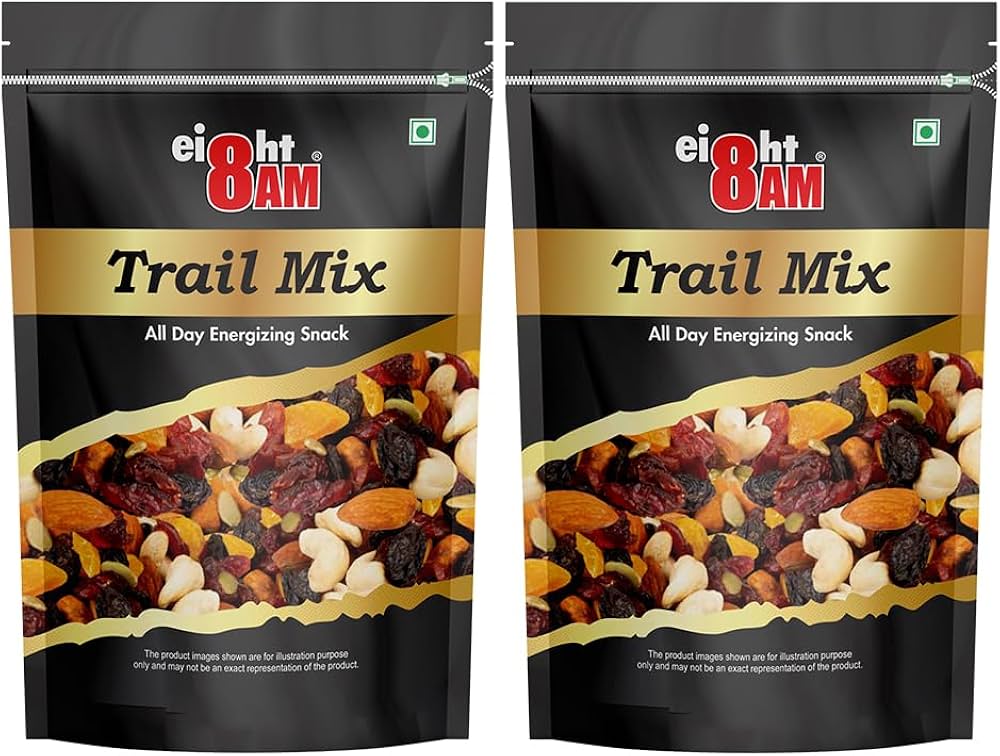 ei8ht
8AM®
Trail Mix
All Day Energizing Snack
The product images shown are for illustration purpose
only and may not be an exact representation of the product.
ei8ht
8AM®
Trail Mix
All Day Energizing Snack
The product images shown are for illustration purpose
only and may not be an exact representation of the product.